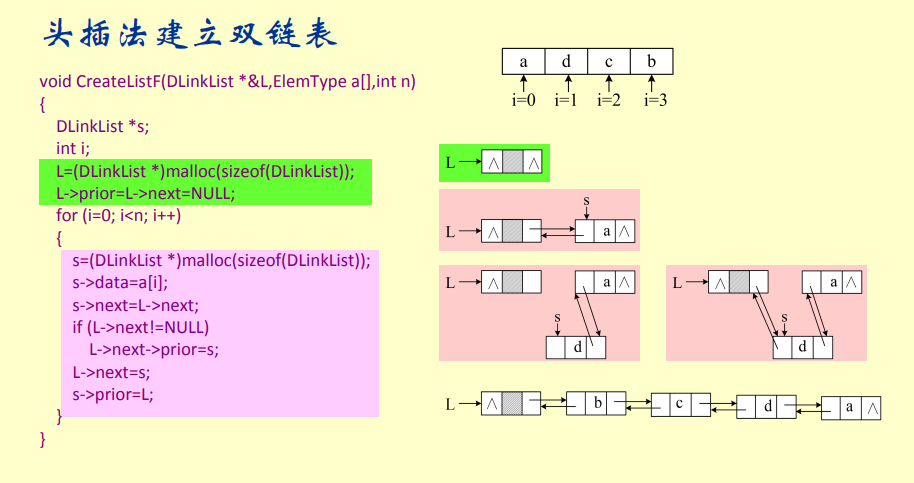 头插法建立双链表
void CreateListF(DLinkList *&L,ElemType a[],int n)
{
DLinkList *s;
int i;
L=(DLinkList *)malloc(sizeof(DLinkList));
L->prior=L->next=NULL;
for (i=0; i<n; i++)
{
s=(DLinkList *)malloc(sizeof(DLinkList));
s->data=a[i];
s->next=L->next;
if (L->next!=NULL)
L->next->prior=s;
L->next=s;
s->prior=L;
}
}
a d c b
i=0 i=1 i=2 i=3
L ∧ ∧
s
L ∧ a ∧
L ∧ a ∧
s
d
L ∧ a ∧
s
d
L ∧ b c d a ∧